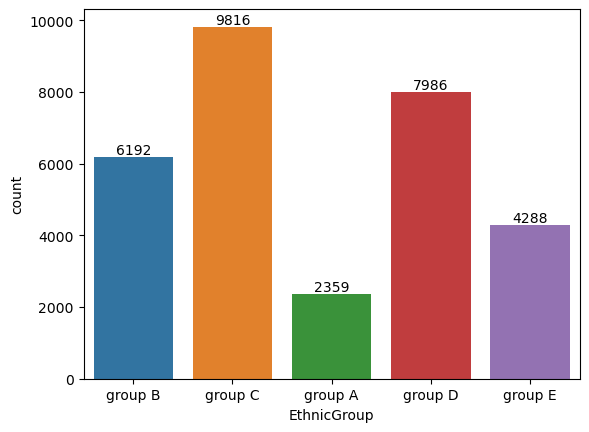 10000
8000
6000
4000
2000
0
count
6192
9816
2359
7986
4288
group B
group C
group A
group D
group E
EthnicGroup